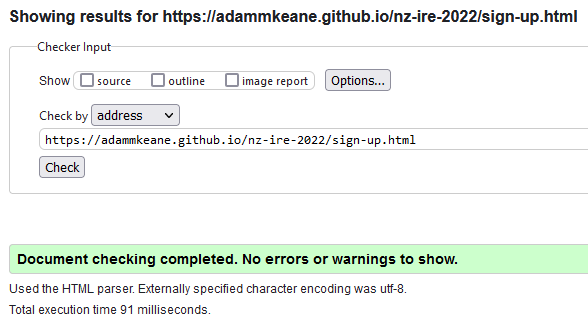 Showing results for https://adammkeane.github.io/nz-ire-2022/sign-up.html
Checker Input
Show source outline image report Options...
Check by address
https://adammkeane.github.io/nz-ire-2022/sign-up.html
Check
Document checking completed. No errors or warnings to show.
Used the HTML parser. Externally specified character encoding was utf-8.
Total execution time 91 milliseconds.